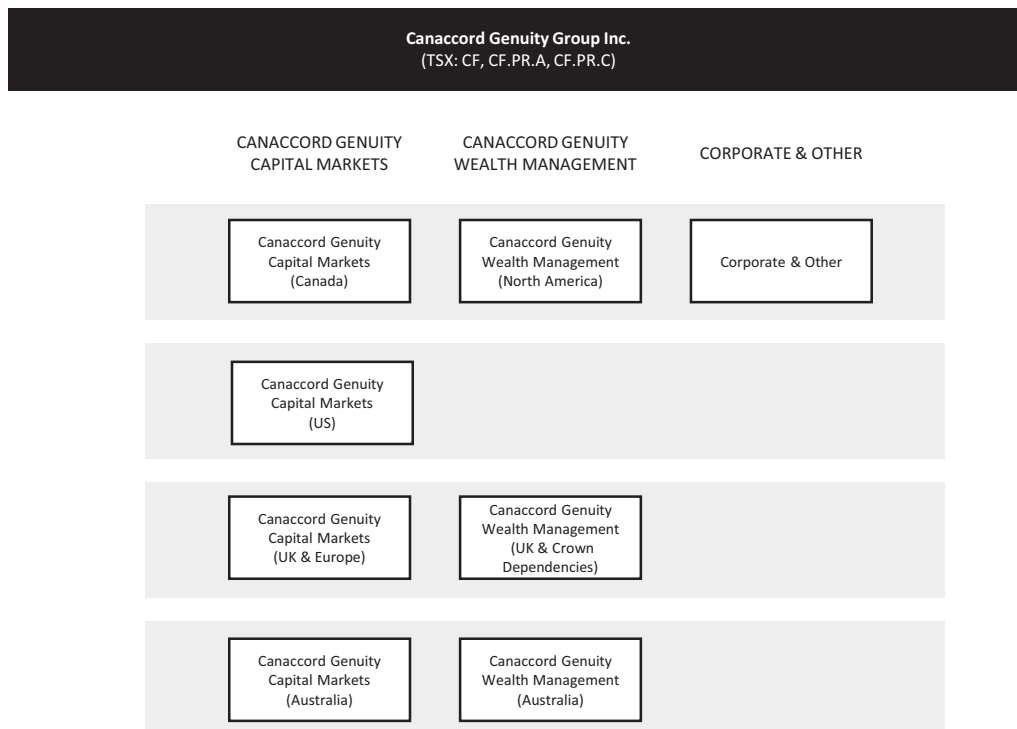 Canaccord Genuity Group Inc.
(TSX: CF, CF.PR.A, CF.PR.C)
CANACCORD GENUITY
CAPITAL MARKETS
CANACCORD GENUITY
WEALTH MANAGEMENT
CORPORATE & OTHER
Canaccord Genuity
Capital Markets
(Canada)
Canaccord Genuity
Wealth Management
(North America)
Corporate & Other
Canaccord Genuity
Capital Markets
(US)
Canaccord Genuity
Capital Markets
(UK & Europe)
Canaccord Genuity
Wealth Management
(UK & Crown
Dependencies)
Canaccord Genuity
Capital Markets
(Australia)
Canaccord Genuity
Wealth Management
(Australia)